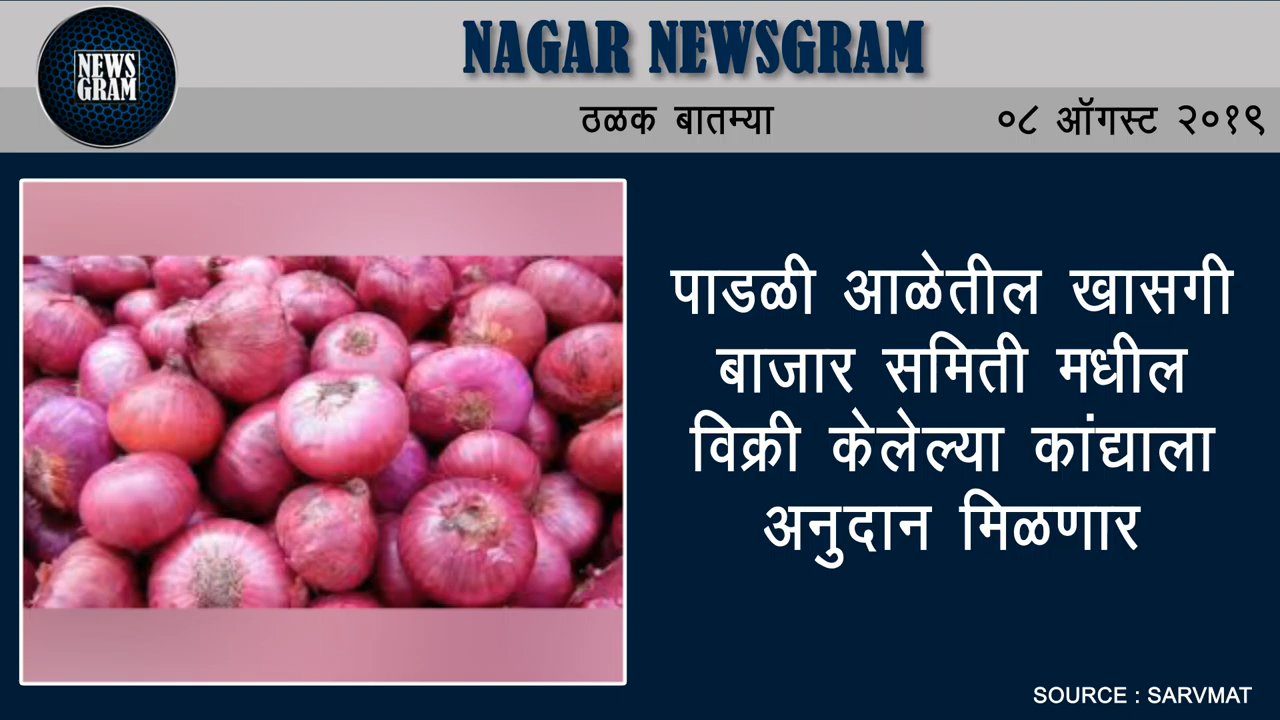 NEWS
GRAM
NAGAR NEWSGRAM
ठळक बातम्या
०८ ऑगस्ट २०१९
पाडळी आळेतील खासगी
बाजार समिती मधील
विक्री केलेल्या कांद्याला
अनुदान मिळणार
SOURCE : SARVMAT